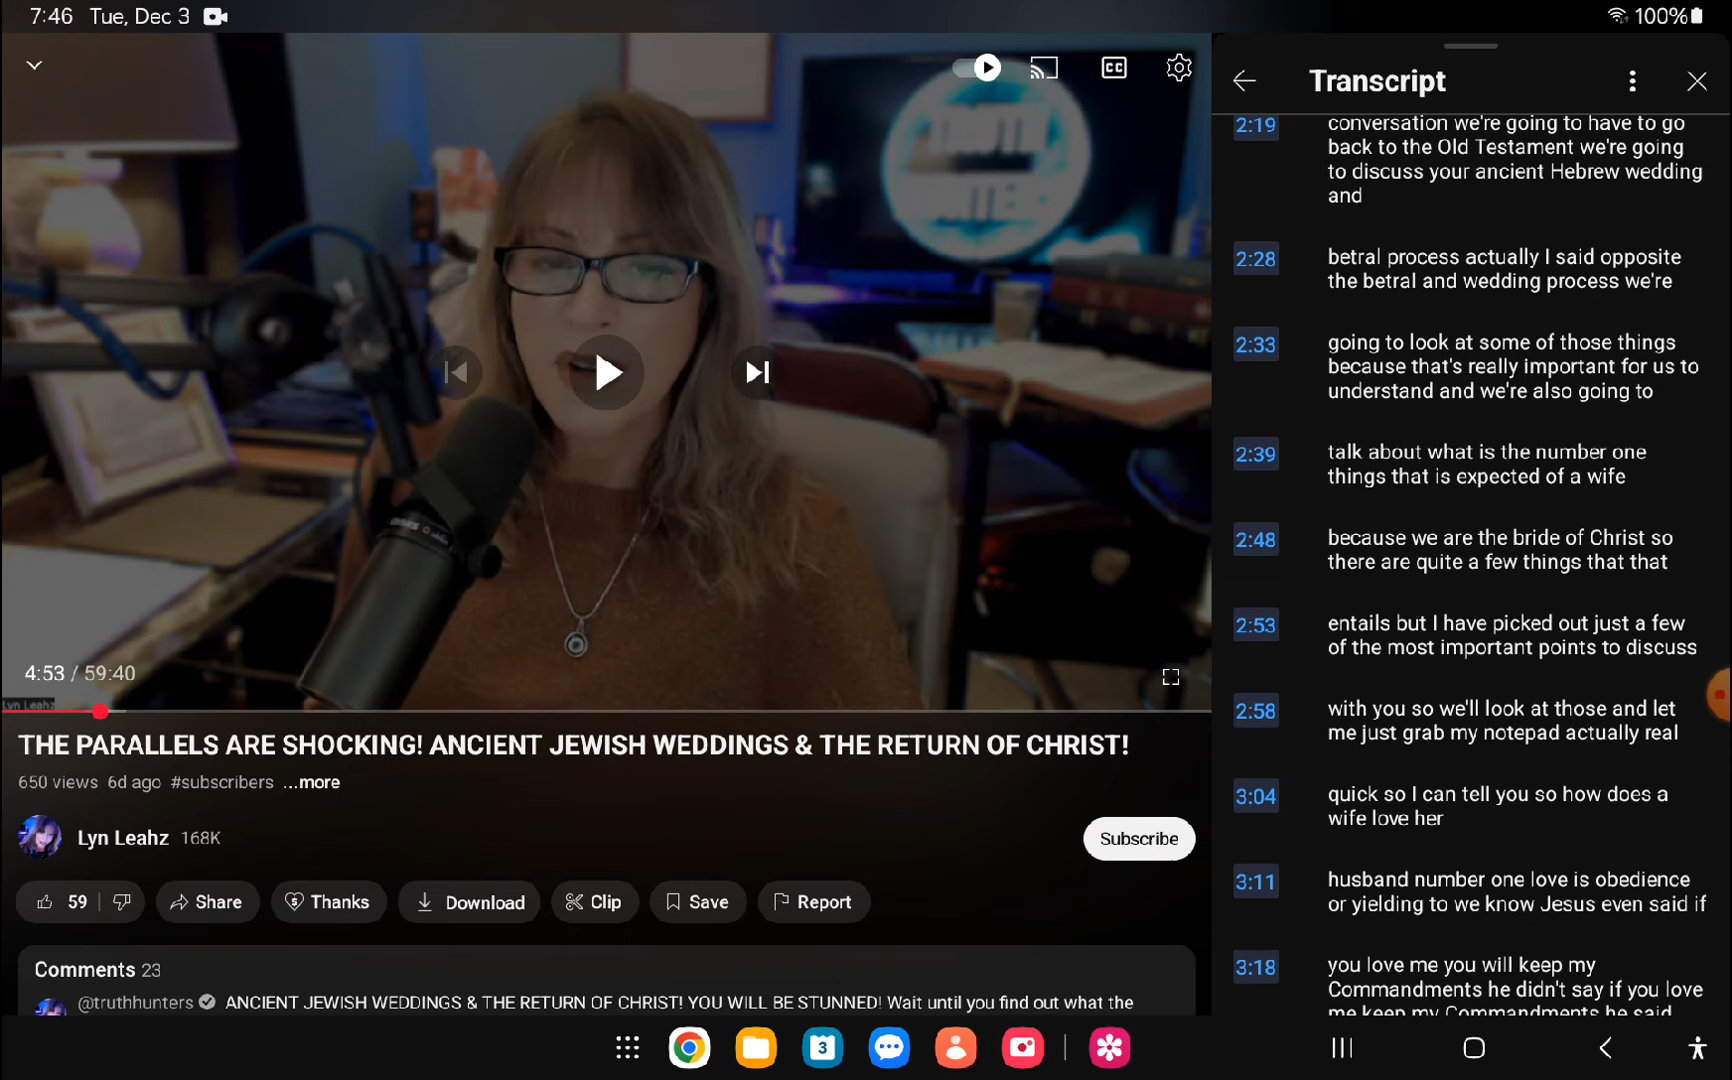 7:46 Tue, Dec 3
100%
4:53 / 59:40
Lyn Leahz
THE PARALLELS ARE SHOCKING! ANCIENT JEWISH WEDDINGS & THE RETURN OF CHRIST!
650 views 6d ago #subscribers ...more
Lyn Leahz 168K
Subscribe
59
Share
Thanks
Download
Clip
Save
Report
Comments 23
@truthhunters ANCIENT JEWISH WEDDINGS & THE RETURN OF CHRIST! YOU WILL BE STUNNED! Wait until you find out what the
Transcript
2:19 conversation we're going to have to go
back to the Old Testament we're going
to discuss your ancient Hebrew wedding
and
2:28 betral process actually I said opposite
the betral and wedding process we're
2:33 going to look at some of those things
because that's really important for us to
understand and we're also going to
2:39 talk about what is the number one
things that is expected of a wife
2:48 because we are the bride of Christ so
there are quite a few things that that
2:53 entails but I have picked out just a few
of the most important points to discuss
2:58 with you so we'll look at those and let
me just grab my notepad actually real
3:04 quick so I can tell you so how does a
wife love her
3:11 husband number one love is obedience
or yielding to we know Jesus even said if
3:18 you love me you will keep my
Commandments he didn't say if you love
me keep my Commandments he said
CC
3